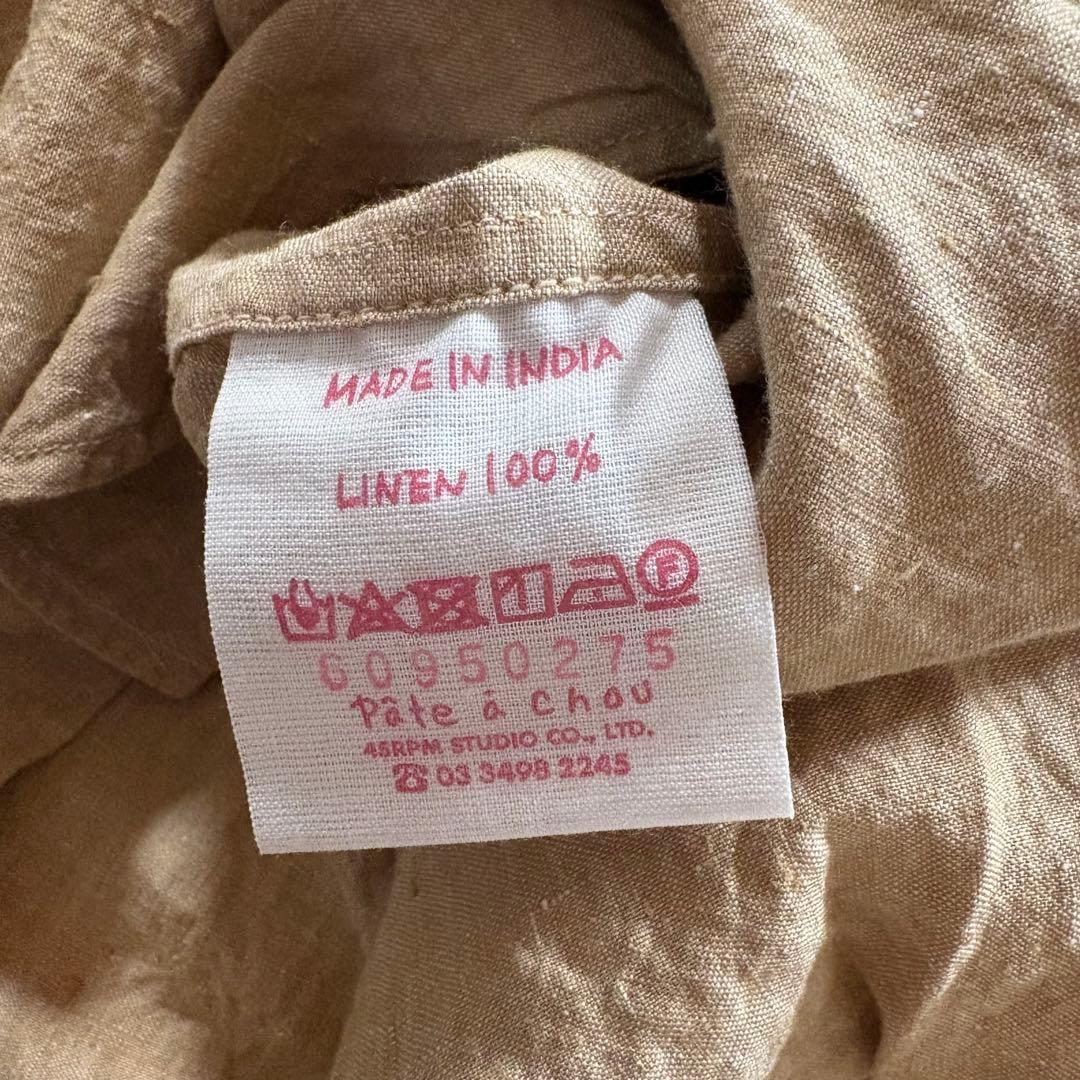 MADE IN INDIA
LINEN 100%
F
60950275
Pâte à Chou
45RPM STUDIO CO., LTD.
☎ 03 3498 2245